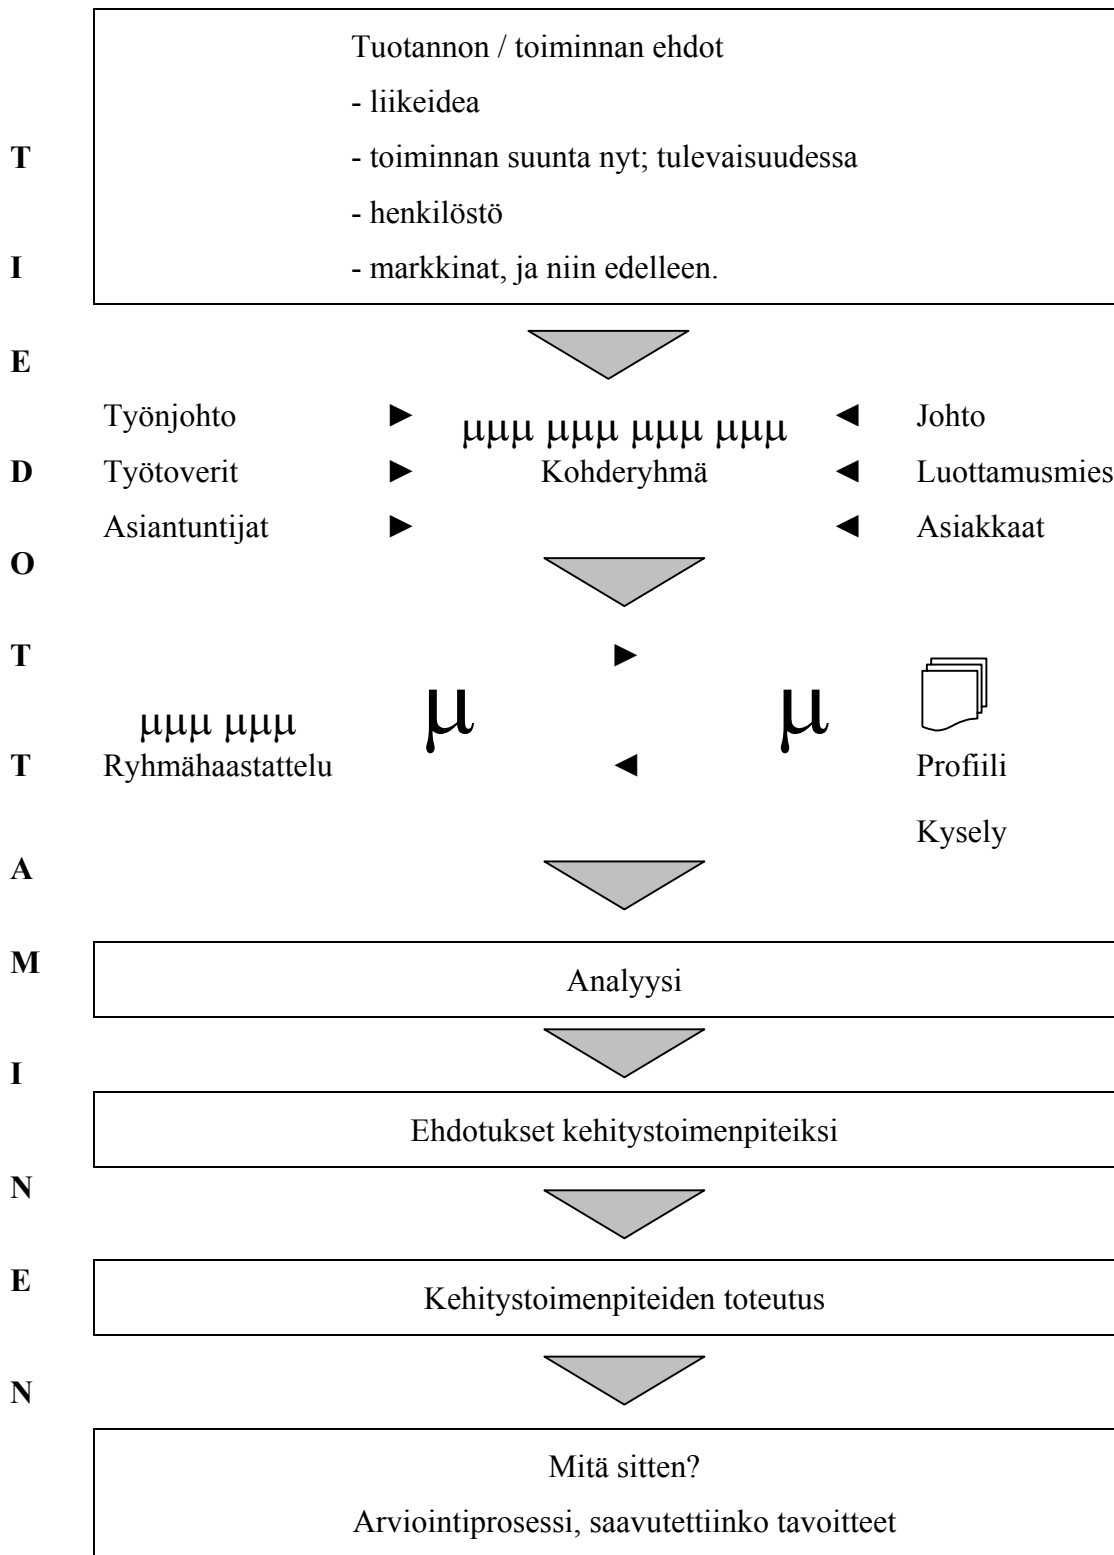 Tuotannon / toiminnan ehdot
- liikeidea
T - toiminnan suunta nyt; tulevaisuudessa
- henkilöstö
I - markkinat, ja niin edelleen.
E
Työnjohto ► µµµ µµµ µµµ µµµ ◄ Johto
D Työtoverit ► Kohderyhmä ◄ Luottamusmies
Asiantuntijat ► ◄ Asiakkaat
O
T ►
µµµ µµµ µ µ
T Ryhmähaastattelu ◄ Profiili
Kysely
A
M Analyysi
I
Ehdotukset kehitystoimenpiteiksi
N
E Kehitystoimenpiteiden toteutus
N
Mitä sitten?
Arviointiprosessi, saavutettiinko tavoitteet